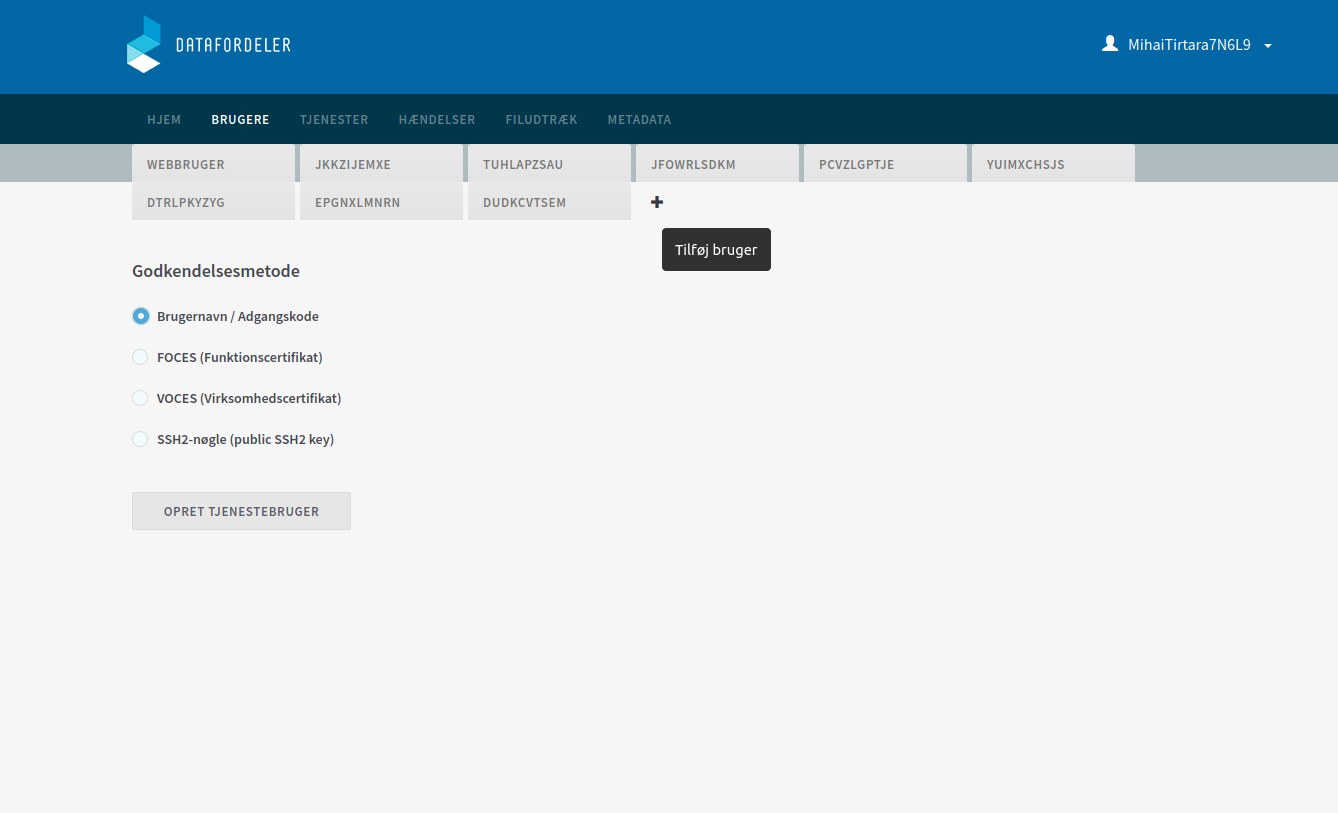 DATAFORDELER
MihaiTirtara7N6L9
HJEM BRUGERE TJENESTER HÆNDELSER FILUDTRÆK METADATA
WEBBRUGER JKKZIJEMXE TUHLAPZSAU JFOWRLSDKM PCVZLGPTJE YUIMXCHSJS
DTRLPKYZYG EPGNXLMNRN DUDKCVTSEM
Tilføj bruger
Godkendelsesmetode
Brugernavn / Adgangskode
FOCES (Funktionscertifikat)
VOCES (Virksomhedscertifikat)
SSH2-nøgle (public SSH2 key)
OPRET TJENESTEBRUGER